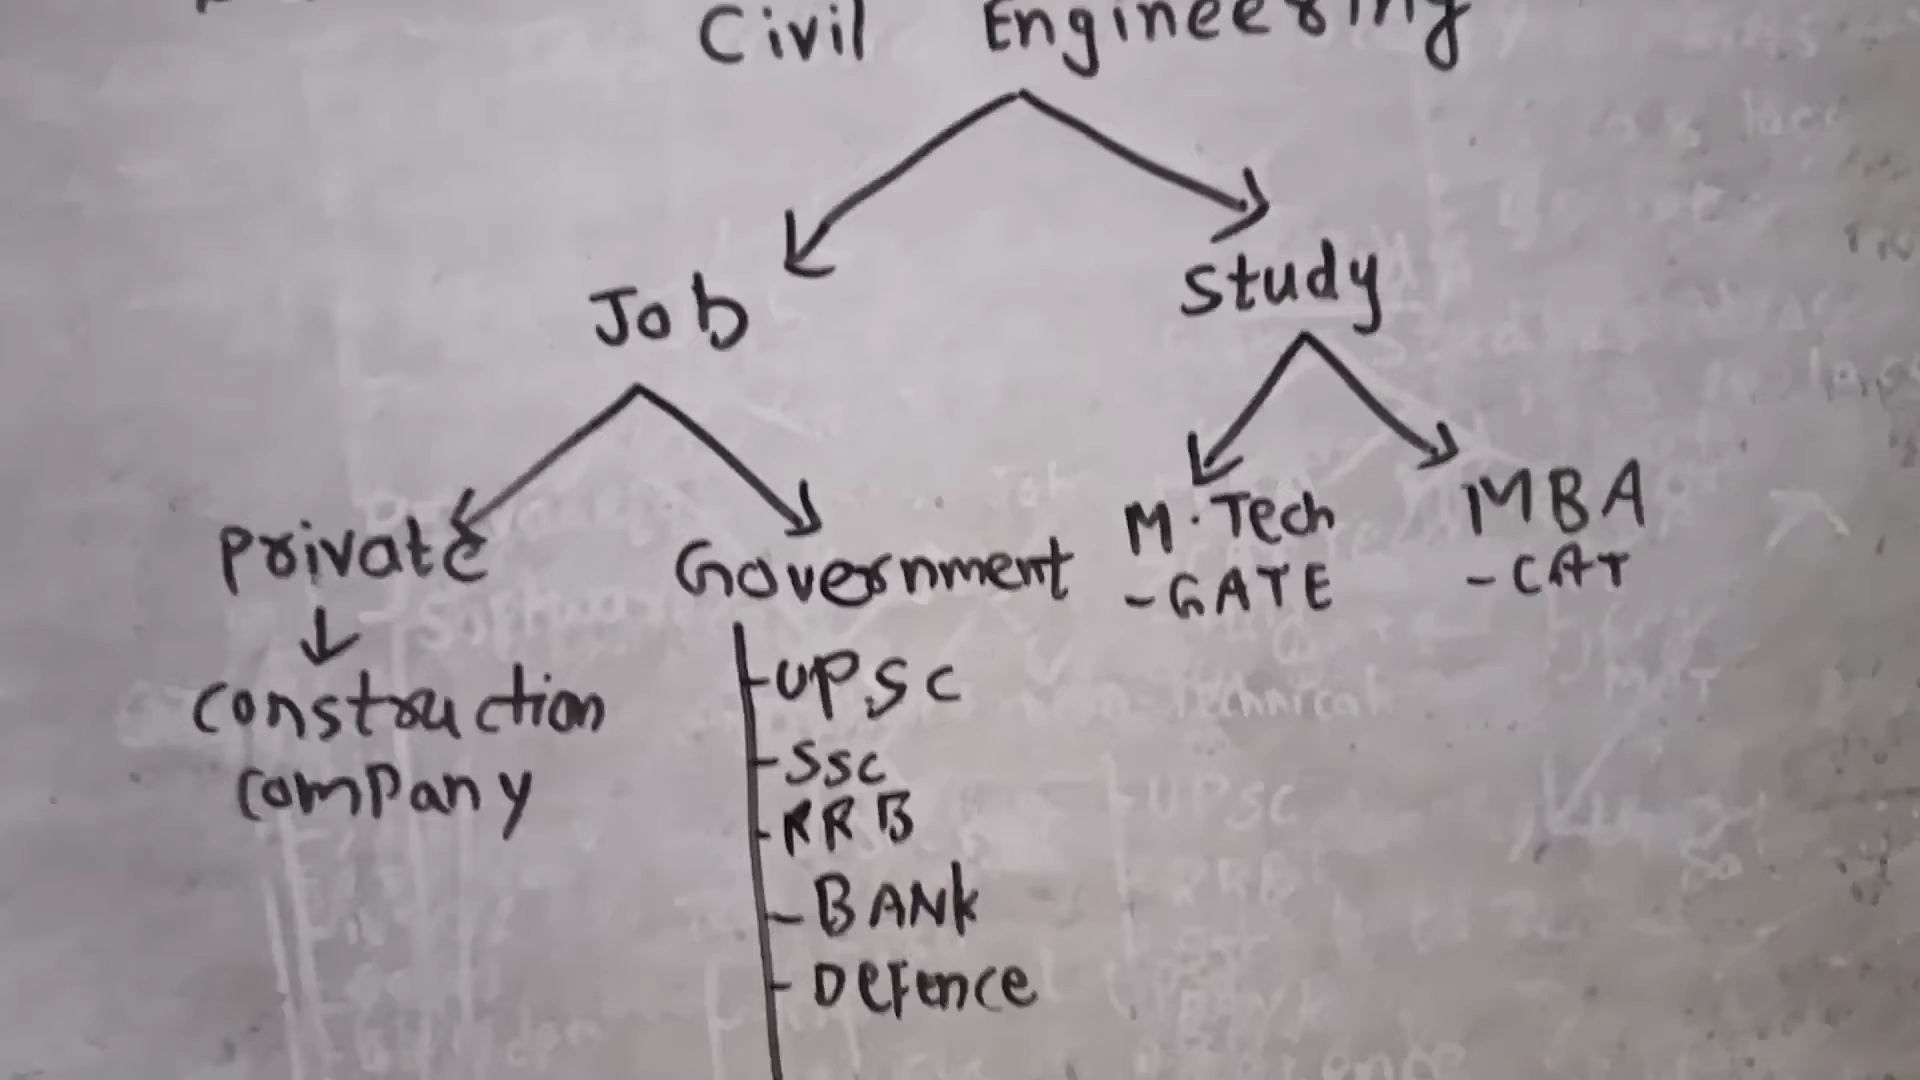 Civil Engineering
Job
Study
Private
Government
M.Tech
- GATE
MBA
- CAT
construction
company
- UPSC
- SSC
- RRB
- BANK
- Defence